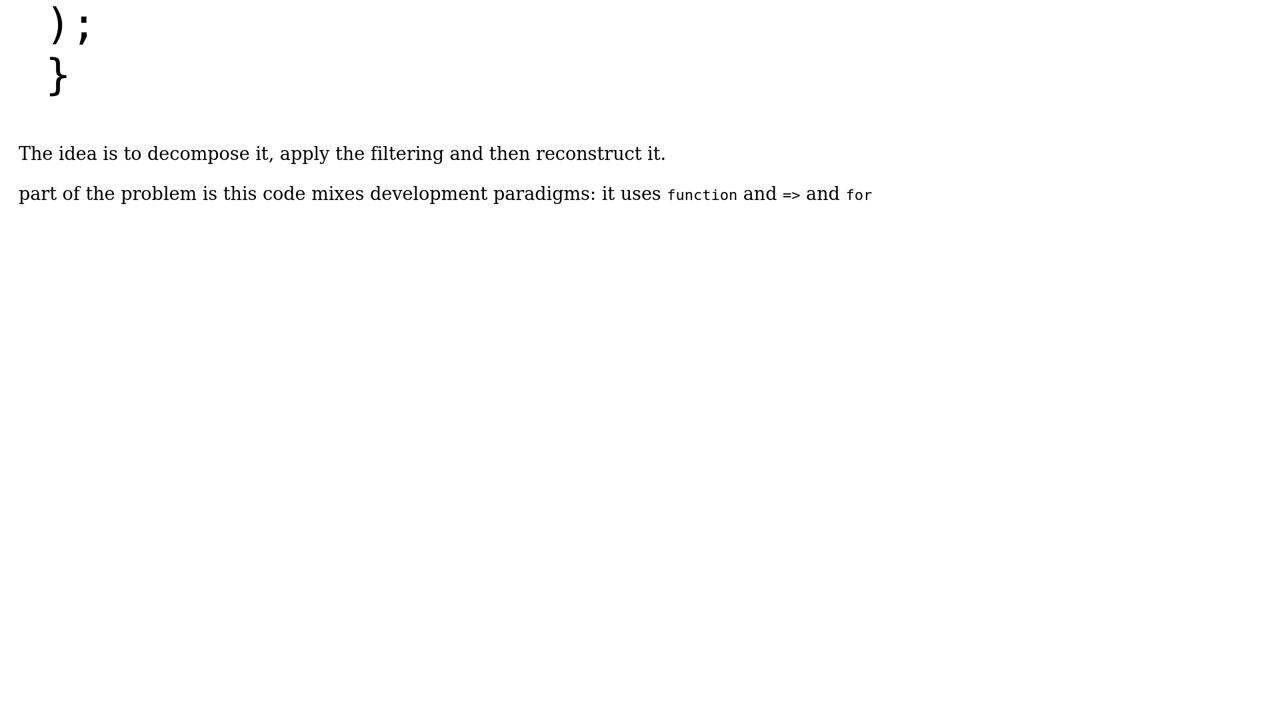 );
}
The idea is to decompose it, apply the filtering and then reconstruct it.
part of the problem is this code mixes development paradigms: it uses function and => and for